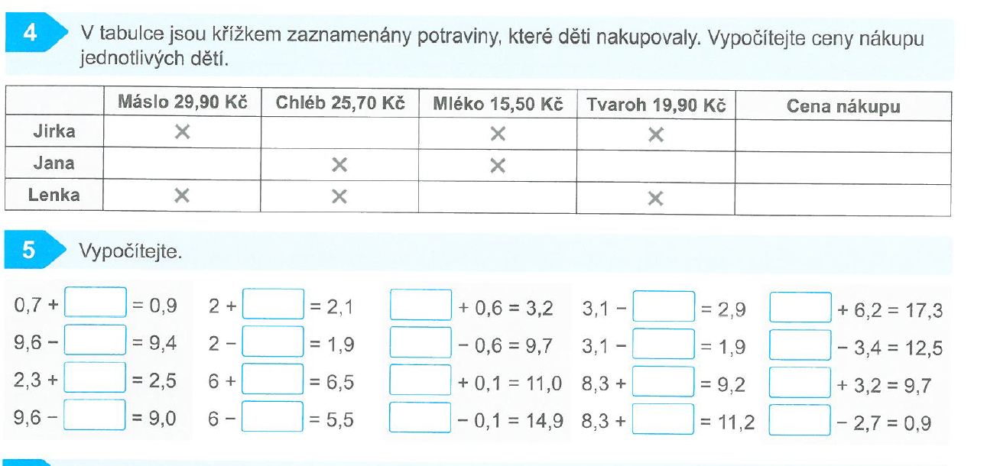 4
V tabulce jsou křížkem zaznamenány potraviny, které děti nakupovaly. Vypočítejte ceny nákupu
jednotlivých dětí.
Máslo 29,90 Kč Chléb 25,70 Kč Mléko 15,50 Kč Tvaroh 19,90 Kč Cena nákupu
Jirka × × ×
Jana × ×
Lenka × × ×
5 Vypočítejte.
0,7 + = 0,9 2 + = 2,1 + 0,6 = 3,2 3,1 − = 2,9 + 6,2 = 17,3
9,6 − = 9,4 2 − = 1,9 − 0,6 = 9,7 3,1 − = 1,9 − 3,4 = 12,5
2,3 + = 2,5 6 + = 6,5 + 0,1 = 11,0 8,3 + = 9,2 + 3,2 = 9,7
9,6 − = 9,0 6 − = 5,5 − 0,1 = 14,9 8,3 + = 11,2 − 2,7 = 0,9